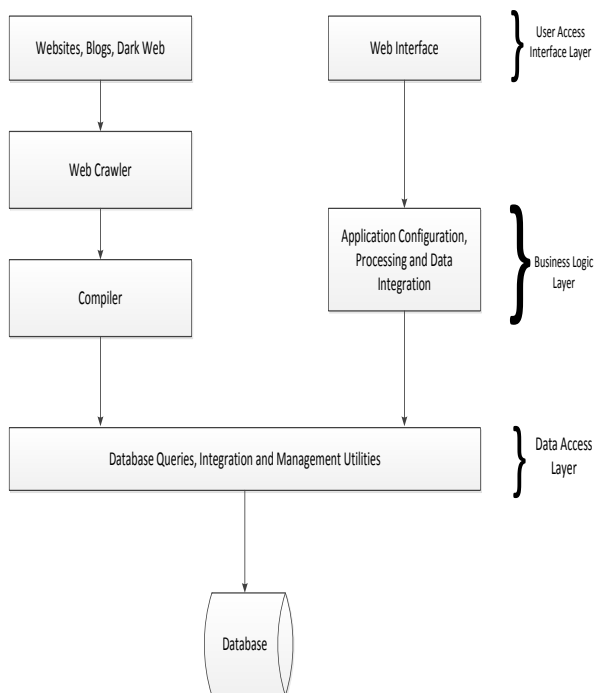 Websites, Blogs, Dark Web
Web Interface
User Access
Interface Layer
Web Crawler
Application Configuration,
Processing and Data
Integration
Business Logic
Layer
Compiler
Database Queries, Integration and Management Utilities
Data Access
Layer
Database